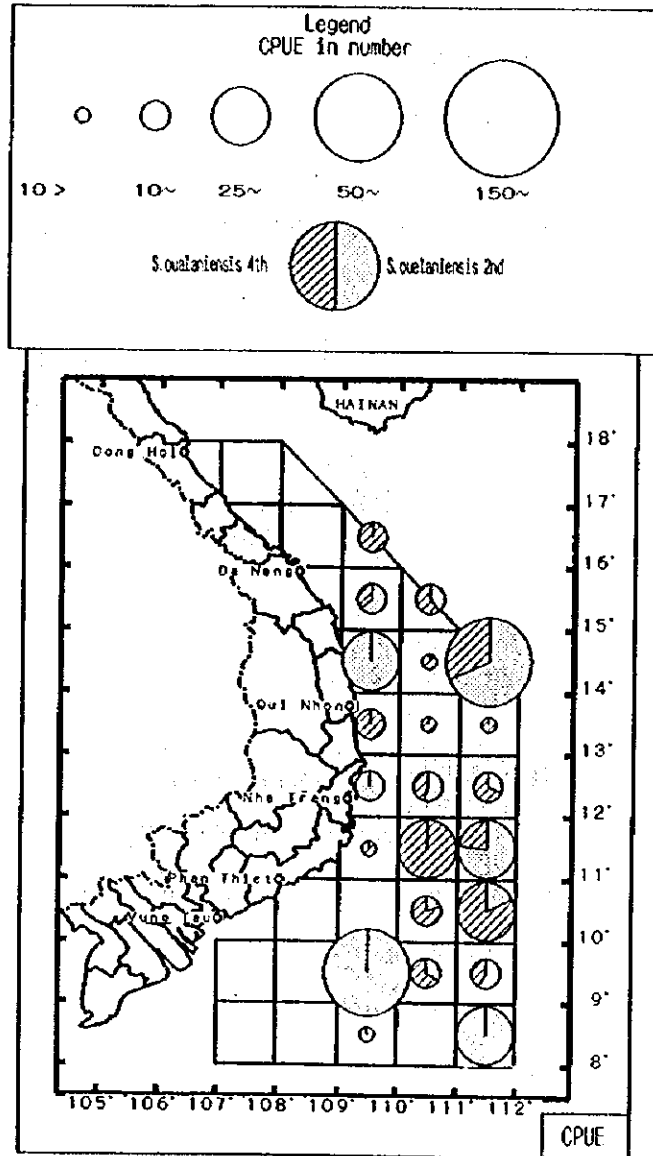 Legend
CPUE in number
10 > 10~ 25~ 50~ 150~
S.oualaniensis 4th S.oualaniensis 2nd
HAINAN
18°
Dong Hoi
17°
16°
Da Nang
15°
14°
Qui Nhon
13°
Nha Trang
12°
Phan Thiet
11°
Vung Tau
10°
9°
8°
105° 106° 107° 108° 109° 110° 111° 112°
CPUE